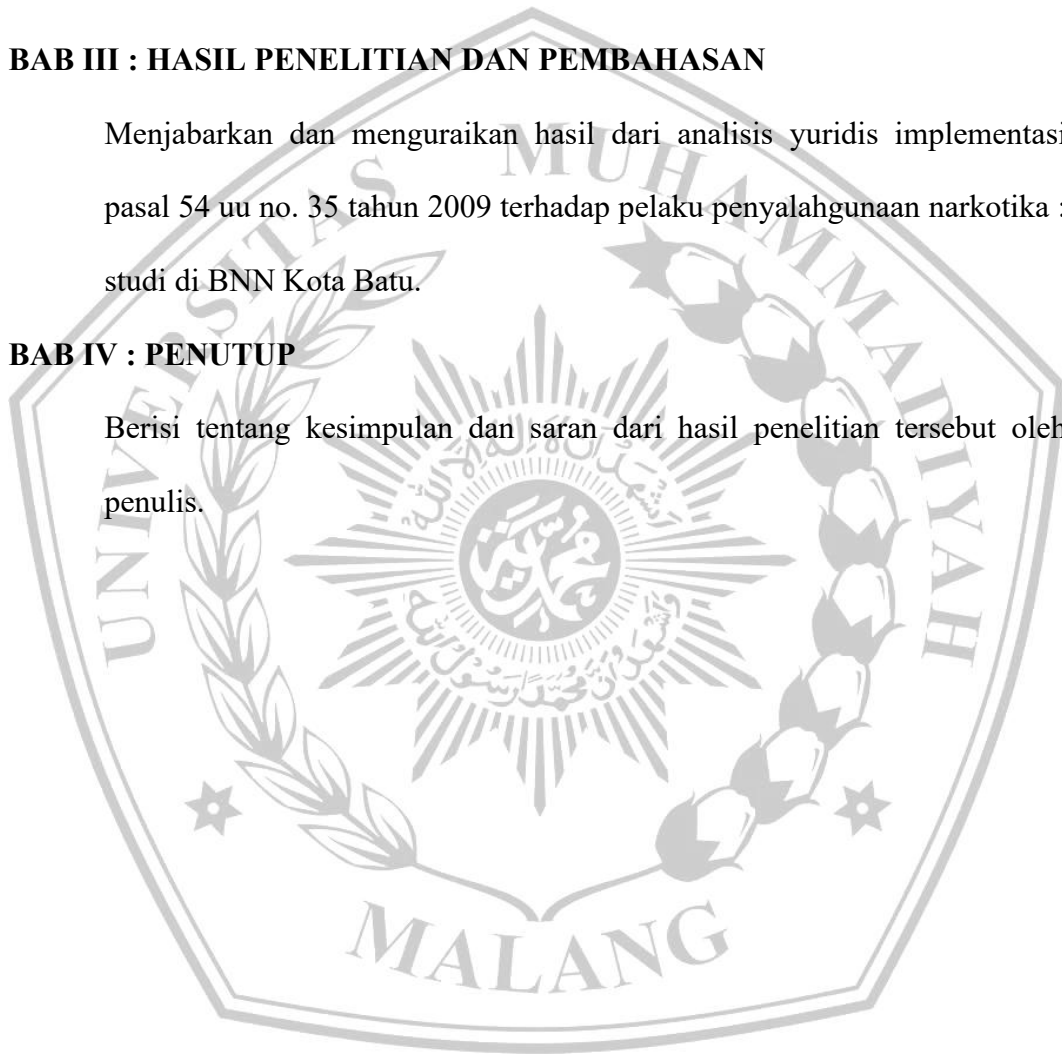 BAB III : HASIL PENELITIAN DAN PEMBAHASAN
Menjabarkan dan menguraikan hasil dari analisis yuridis implementasi
pasal 54 uu no. 35 tahun 2009 terhadap pelaku penyalahgunaan narkotika :
studi di BNN Kota Batu.
BAB IV : PENUTUP
Berisi tentang kesimpulan dan saran dari hasil penelitian tersebut oleh
penulis.
UNIVERSITAS MUHAMMADIYAH
MALANG